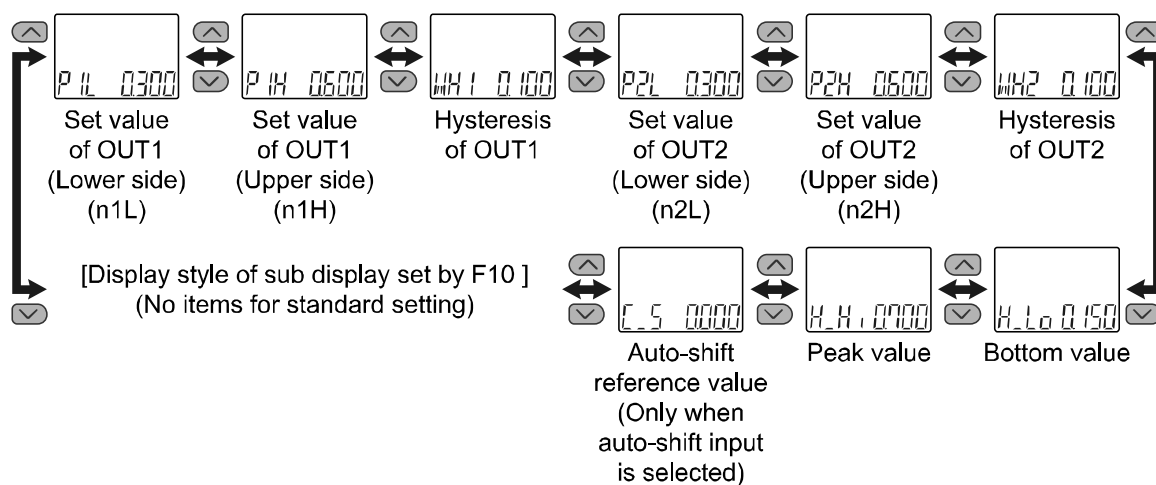 P 1L 0.300
P 1H 0.600
WH1 0.100
P2L 0.300
P2H 0.600
WH2 0.100
Set value
of OUT1
(Lower side)
(n1L)
Set value
of OUT1
(Upper side)
(n1H)
Hysteresis
of OUT1
Set value
of OUT2
(Lower side)
(n2L)
Set value
of OUT2
(Upper side)
(n2H)
Hysteresis
of OUT2
[Display style of sub display set by F10 ]
(No items for standard setting)
C_S 0.000
H_Hi 0.700
H_Lo 0.150
Auto-shift
reference value
(Only when
auto-shift input
is selected)
Peak value
Bottom value